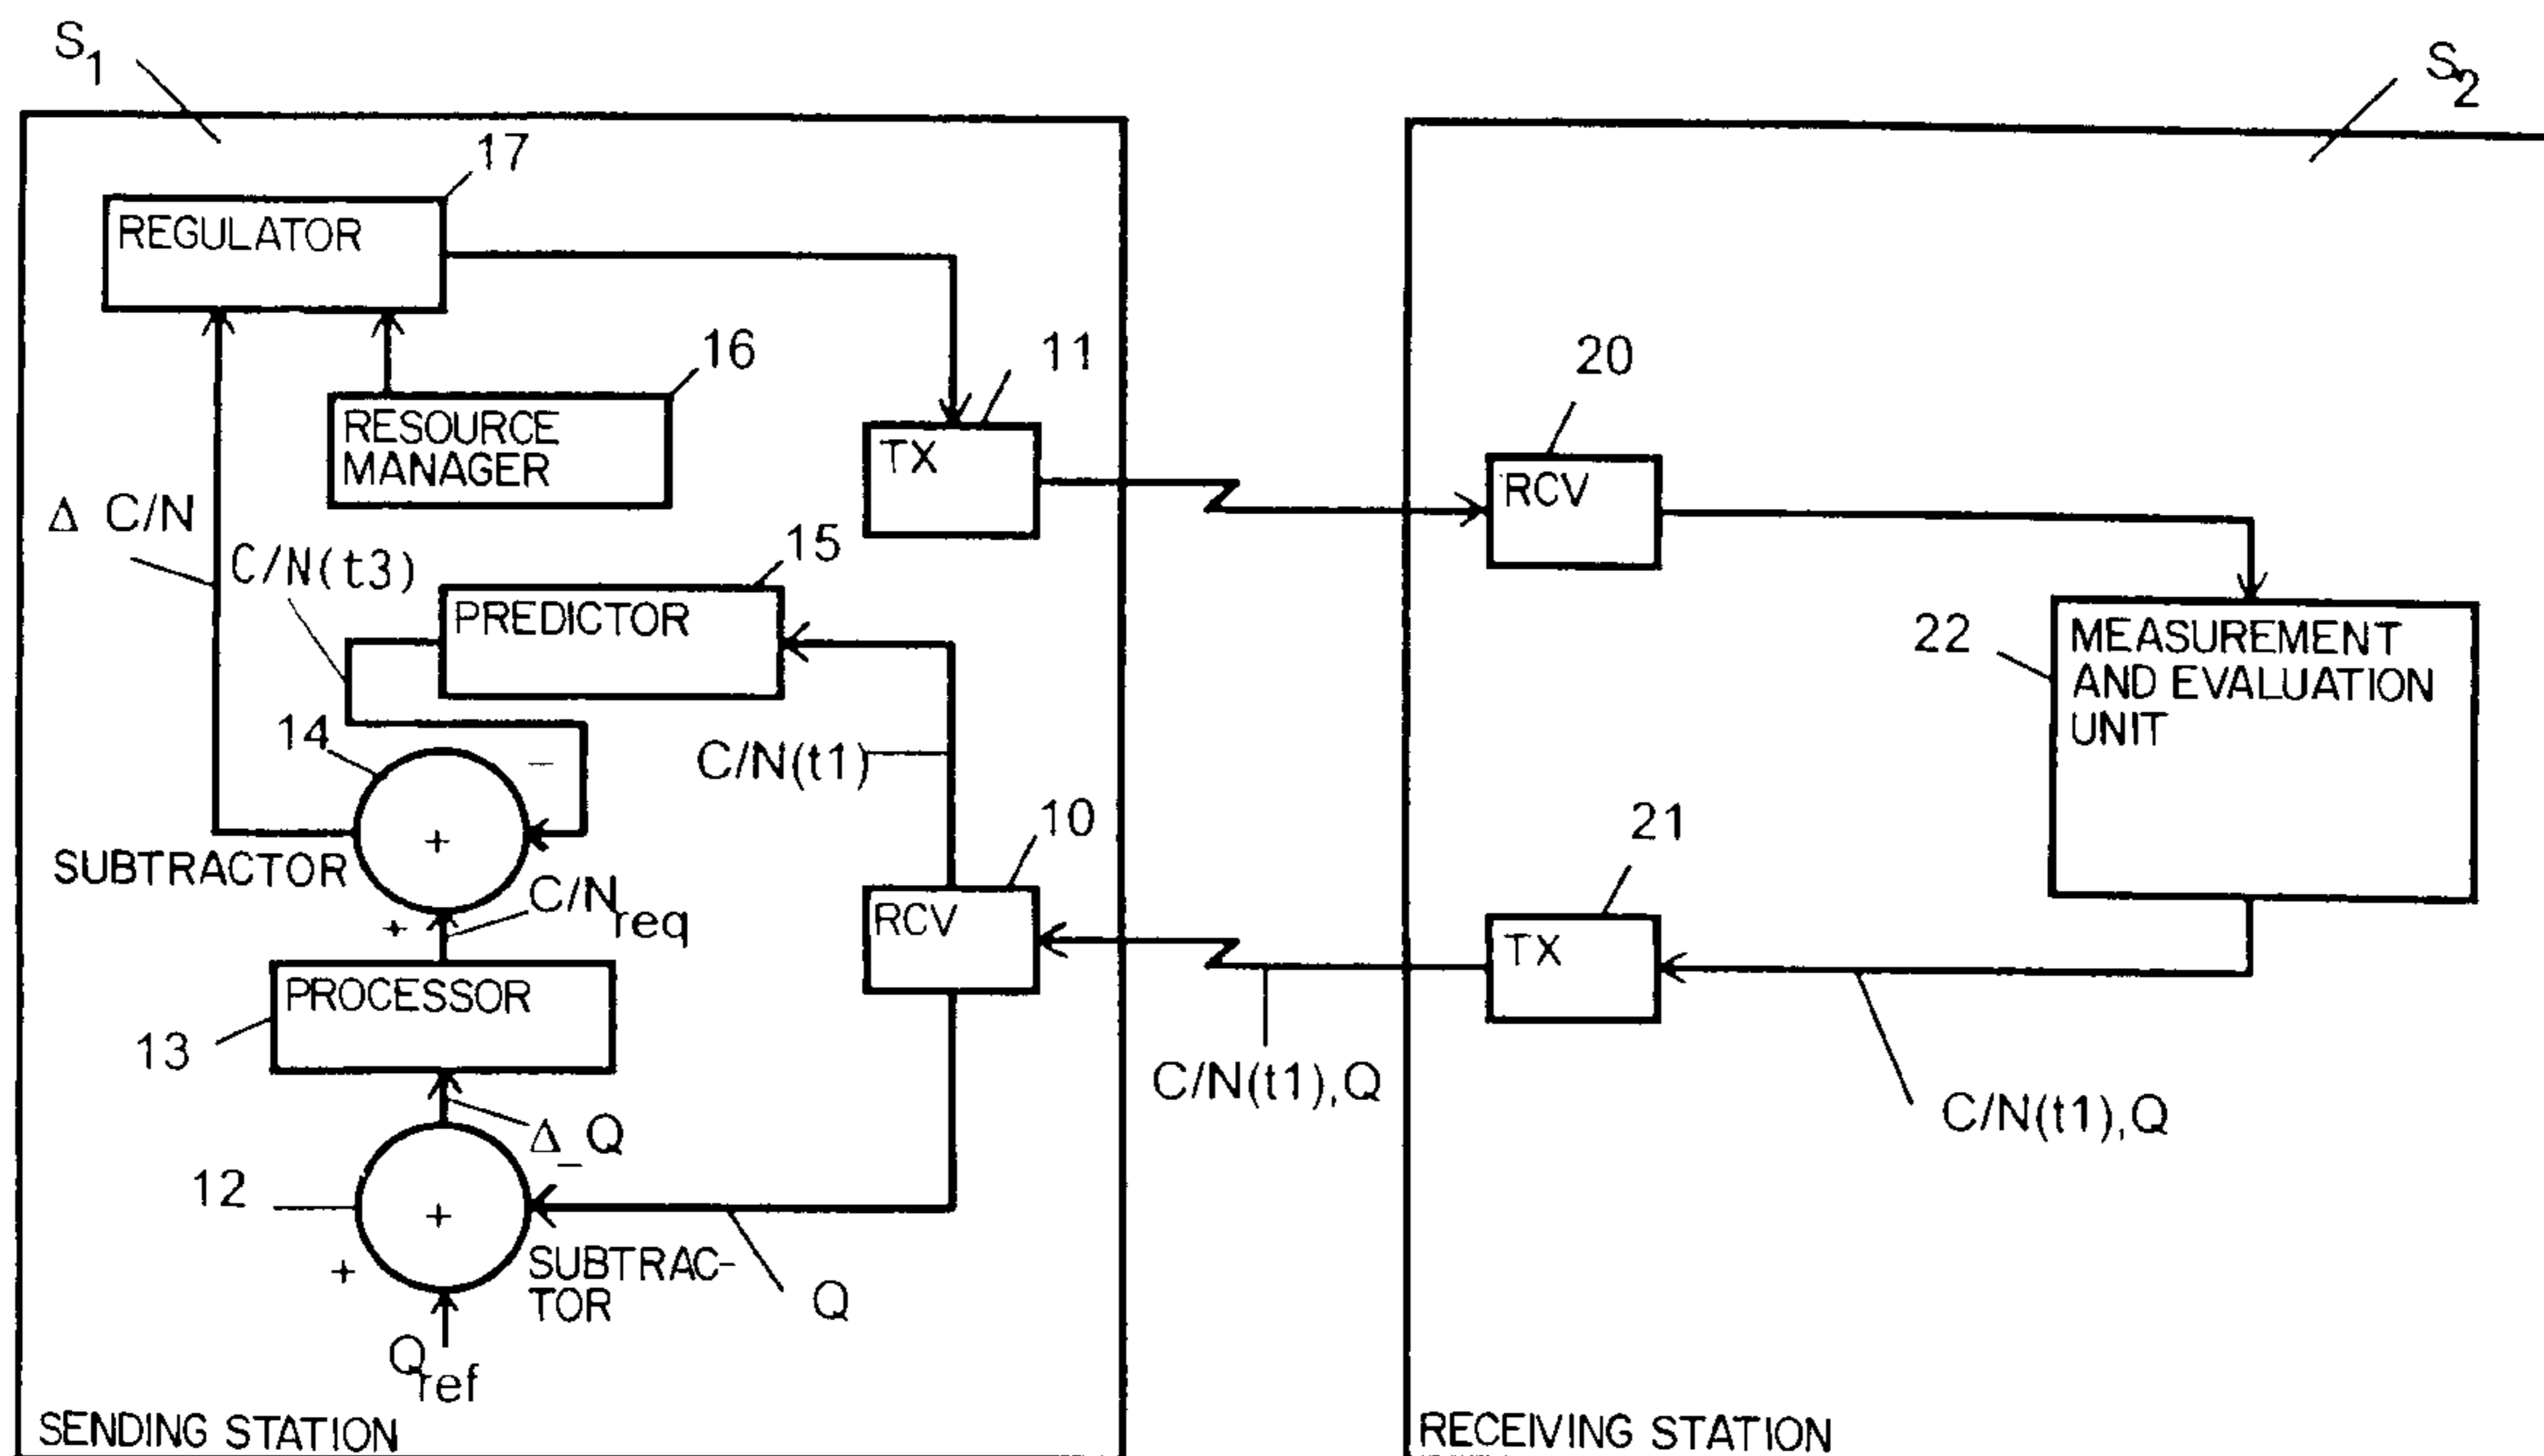 S1
S2
17
REGULATOR
16
11
20
RESOURCE
MANAGER
TX
RCV
Δ C/N
C/N(t3)
15
PREDICTOR
22
MEASUREMENT
AND EVALUATION
UNIT
14
−
C/N(t1)
10
21
+
SUBTRACTOR
C/Nreq
+
RCV
TX
PROCESSOR
13
C/N(t1),Q
C/N(t1),Q
Δ_Q
12
+
+
SUBTRAC-
TOR
Q
Qref
SENDING STATION
RECEIVING STATION